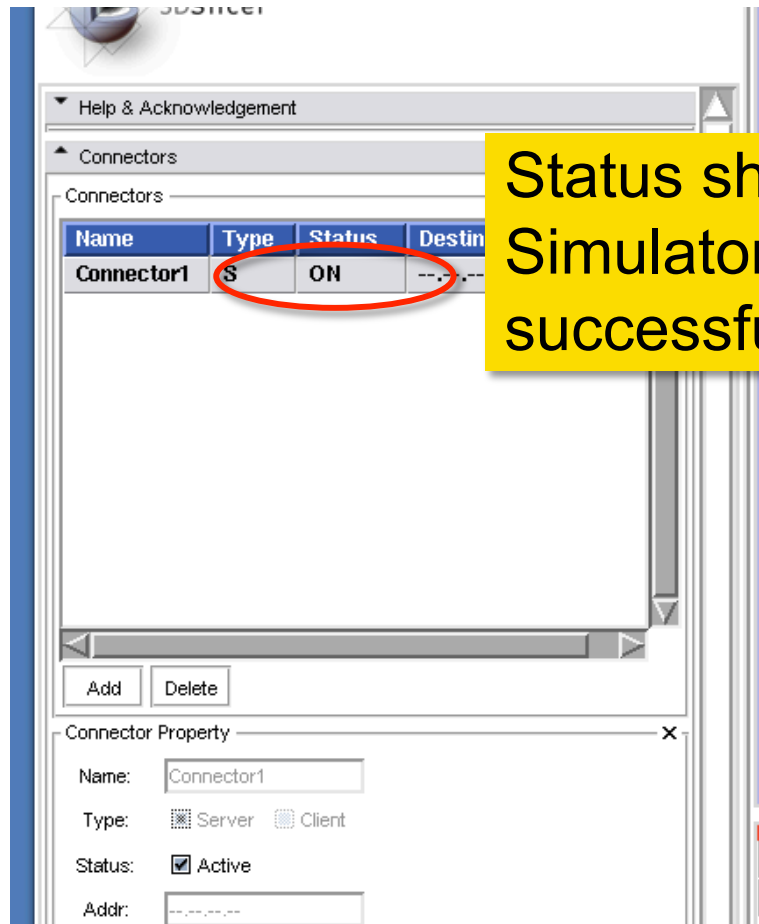 3DSlicer
Help & Acknowledgement
Connectors
Connectors
Name Type Status Destin
Connector1 S ON --.--.--
Status sh
Simulator
successfu
Add Delete
Connector Property
Name: Connector1
Type: Server Client
Status: Active
Addr: --.--.--.--